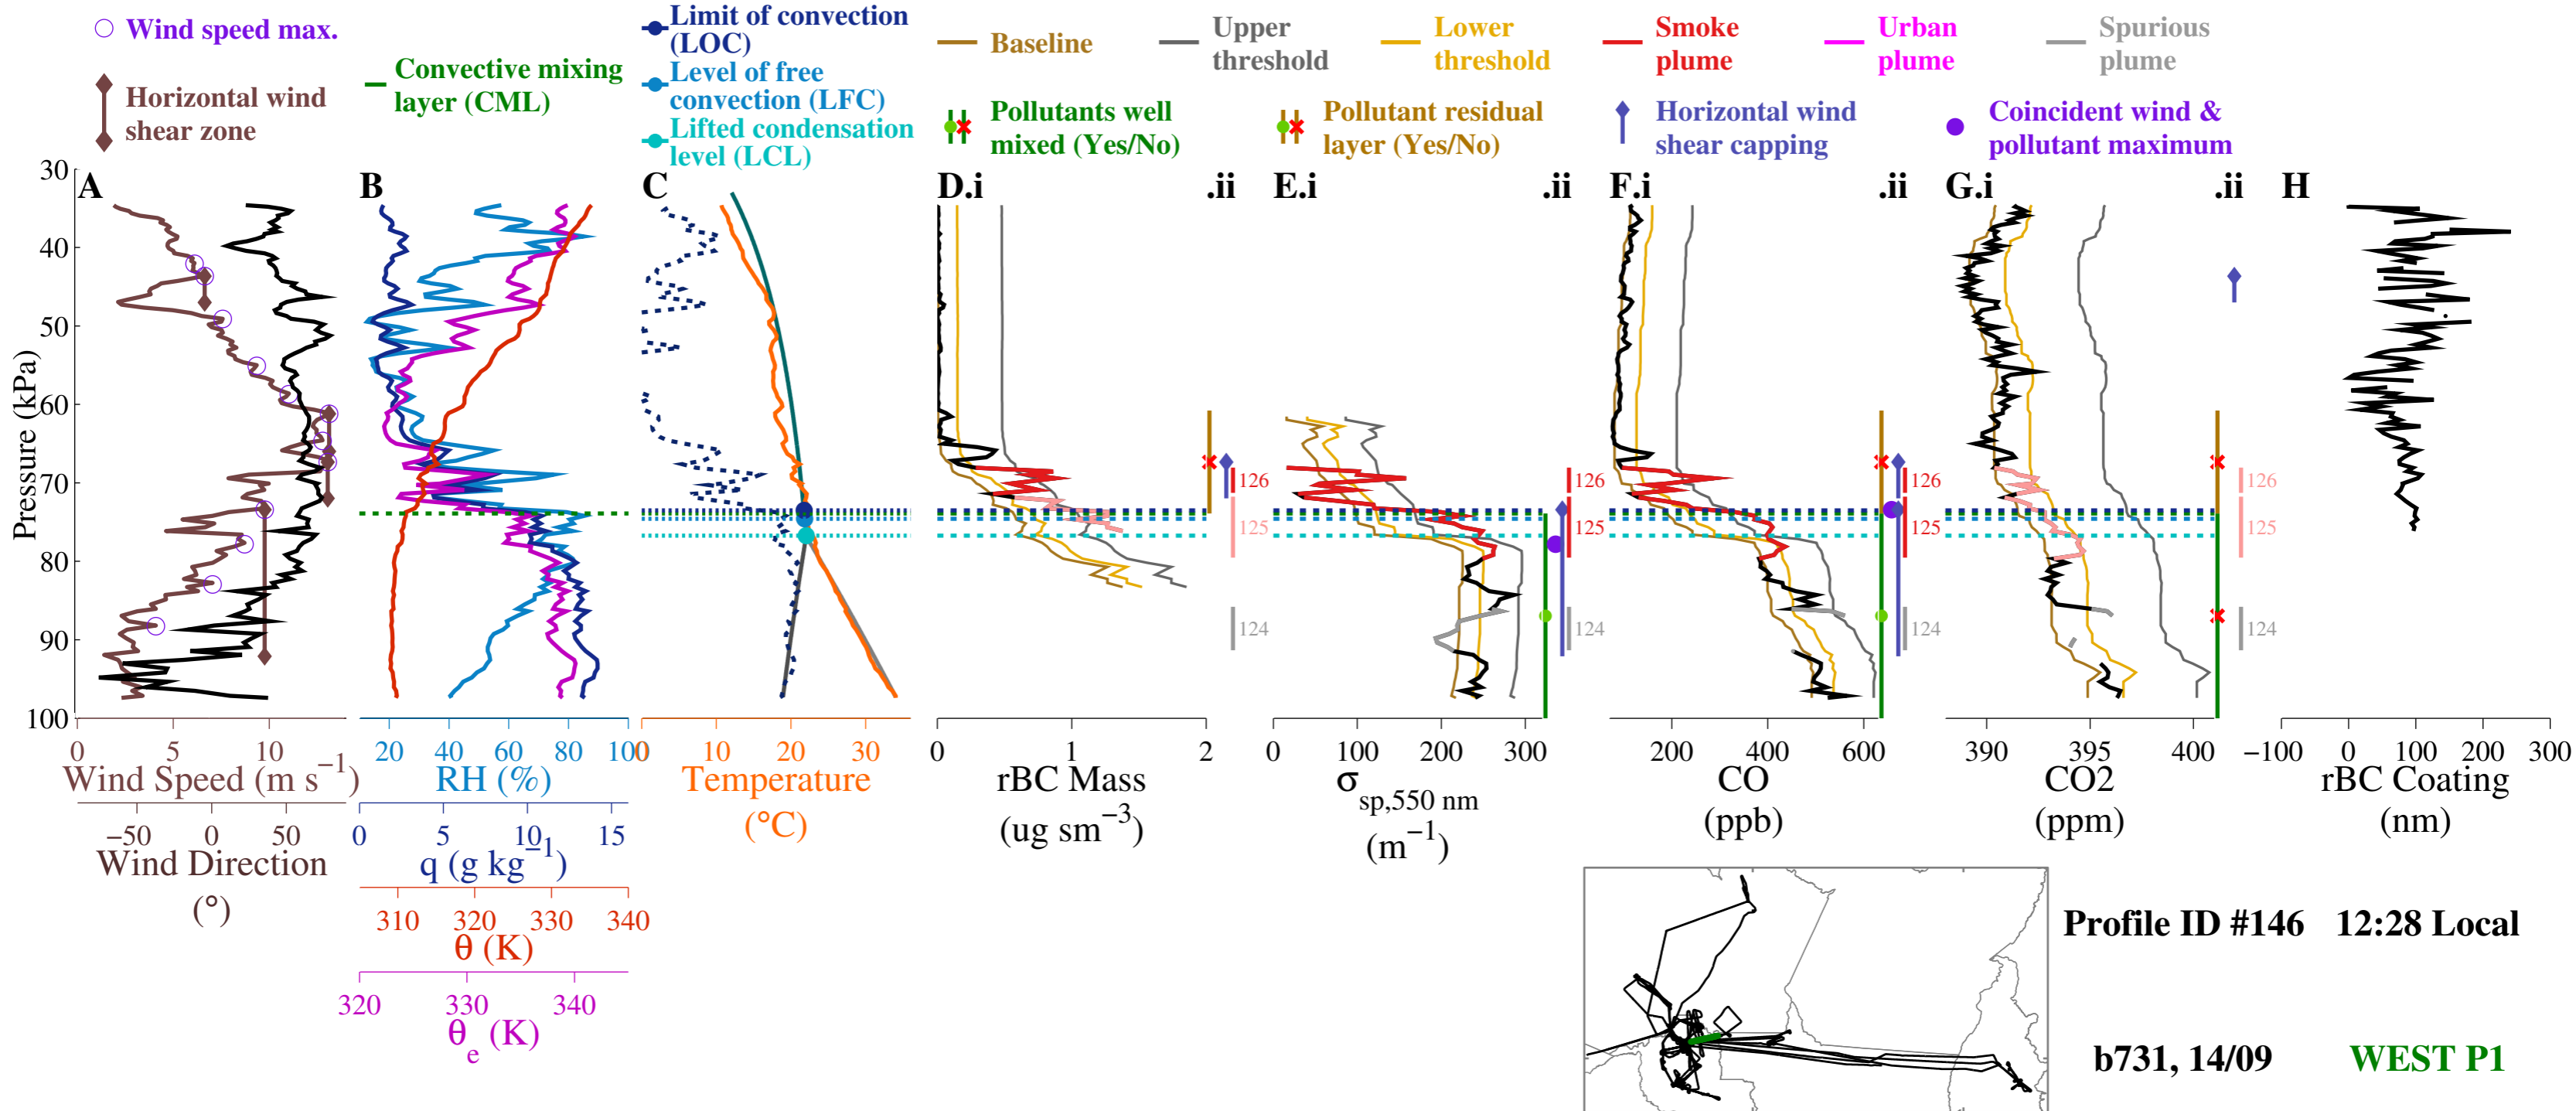 Wind speed max.
Horizontal wind
shear zone
Convective mixing
layer (CML)
Limit of convection
(LOC)
Level of free
convection (LFC)
Lifted condensation
level (LCL)
Baseline
Upper
threshold
Lower
threshold
Smoke
plume
Urban
plume
Spurious
plume
Pollutants well
mixed (Yes/No)
Pollutant residual
layer (Yes/No)
Horizontal wind
shear capping
Coincident wind &
pollutant maximum
A
B
C
D.i
.ii
E.i
.ii
F.i
.ii
G.i
.ii
H
Pressure (kPa)
30
40
50
60
70
80
90
100
0 5 10
Wind Speed (m s−1)
−50 0 50
Wind Direction
(°)
20 40 60 80 100
RH (%)
0 5 10 15
q (g kg−1)
310 320 330 340
θ (K)
320 330 340
θe (K)
0 10 20 30
Temperature
(°C)
0 1 2
rBC Mass
(ug sm−3)
126
125
124
0 100 200 300
σsp,550 nm
(m−1)
126
125
124
200 400 600
CO
(ppb)
126
125
124
390 395 400
CO2
(ppm)
126
125
124
−100 0 100 200 300
rBC Coating
(nm)
Profile ID #146 12:28 Local
b731, 14/09 WEST P1